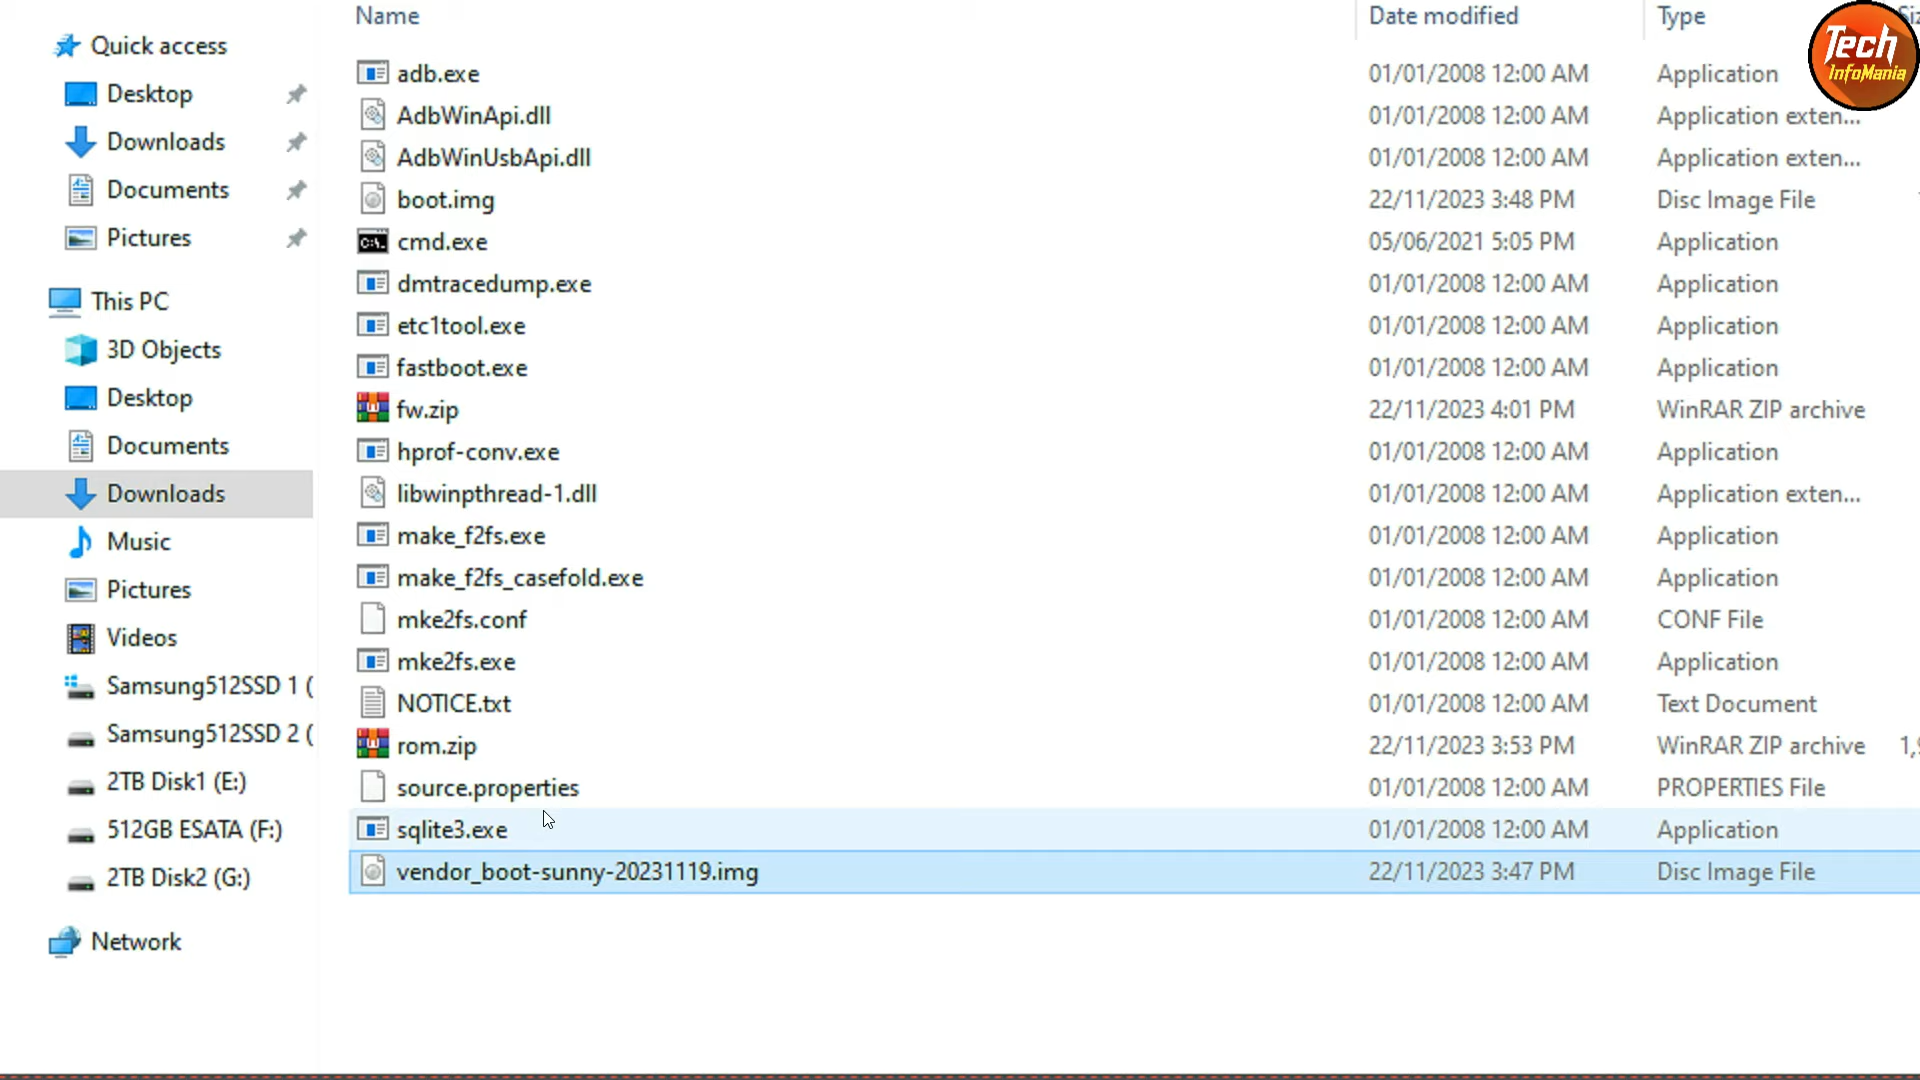 Name Date modified Type Siz
Quick access
Desktop
Downloads
Documents
Pictures
This PC
3D Objects
Desktop
Documents
Downloads
Music
Pictures
Videos
Samsung512SSD 1 (
Samsung512SSD 2 (
2TB Disk1 (E:)
512GB ESATA (F:)
2TB Disk2 (G:)
Network
adb.exe 01/01/2008 12:00 AM Application
AdbWinApi.dll 01/01/2008 12:00 AM Application exten...
AdbWinUsbApi.dll 01/01/2008 12:00 AM Application exten...
boot.img 22/11/2023 3:48 PM Disc Image File
C:\. cmd.exe 05/06/2021 5:05 PM Application
dmtracedump.exe 01/01/2008 12:00 AM Application
etc1tool.exe 01/01/2008 12:00 AM Application
fastboot.exe 01/01/2008 12:00 AM Application
fw.zip 22/11/2023 4:01 PM WinRAR ZIP archive
hprof-conv.exe 01/01/2008 12:00 AM Application
libwinpthread-1.dll 01/01/2008 12:00 AM Application exten...
make_f2fs.exe 01/01/2008 12:00 AM Application
make_f2fs_casefold.exe 01/01/2008 12:00 AM Application
mke2fs.conf 01/01/2008 12:00 AM CONF File
mke2fs.exe 01/01/2008 12:00 AM Application
NOTICE.txt 01/01/2008 12:00 AM Text Document
rom.zip 22/11/2023 3:53 PM WinRAR ZIP archive 1,9
source.properties 01/01/2008 12:00 AM PROPERTIES File
sqlite3.exe 01/01/2008 12:00 AM Application
vendor_boot-sunny-20231119.img 22/11/2023 3:47 PM Disc Image File
Tech
InfoMania